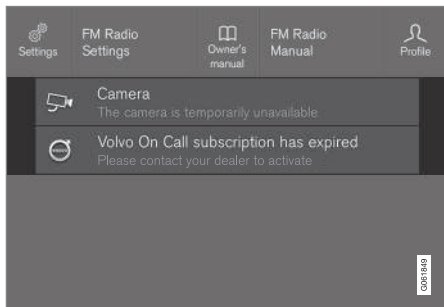 Settings
FM Radio
Settings
Owner's
manual
FM Radio
Manual
Profile
Camera
The camera is temporarily unavailable
Volvo On Call subscription has expired
Please contact your dealer to activate
G061849